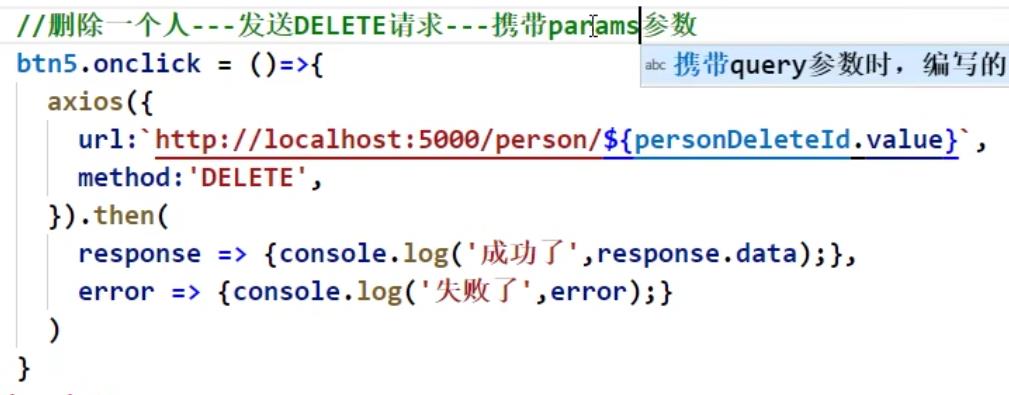 //删除一个人---发送DELETE请求---携带params参数
btn5.onclick = ()=>{
abc 携带query参数时，编写的
axios({
url:`http://localhost:5000/person/${personDeleteId.value}`,
method:'DELETE',
}).then(
response => {console.log('成功了',response.data);},
error => {console.log('失败了',error);}
)
}